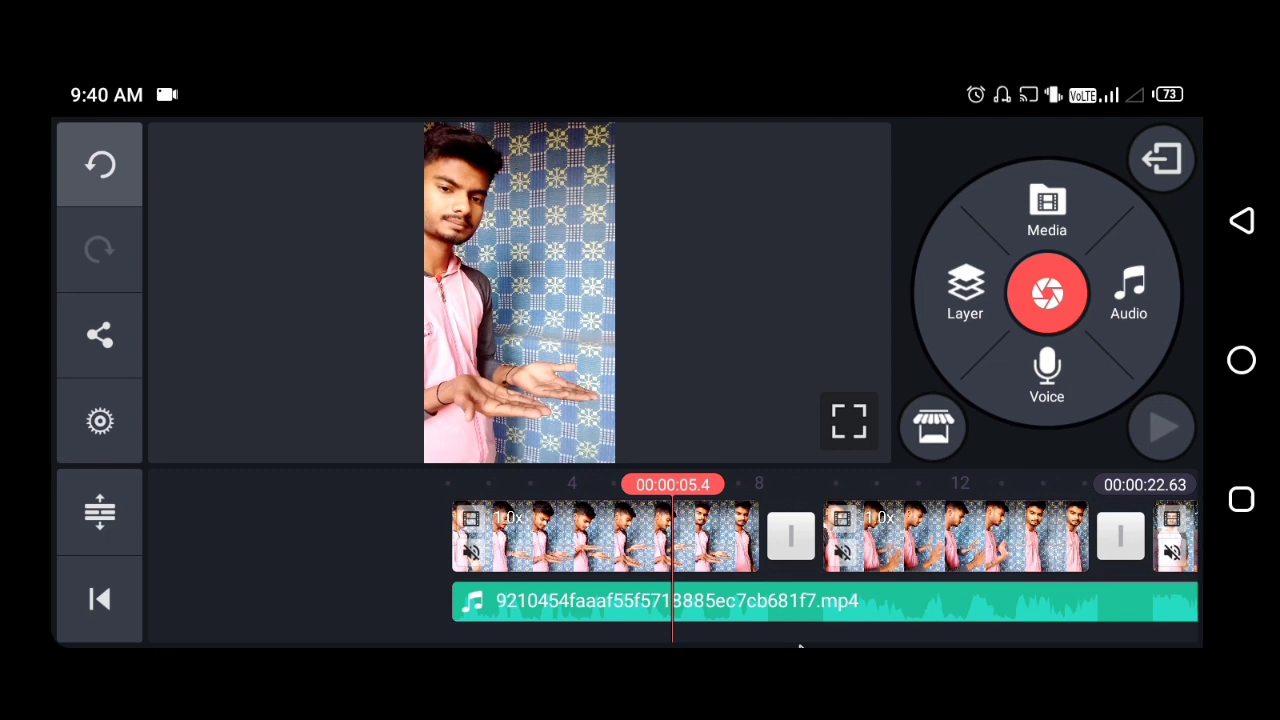 9:40 AM
VoLTE
73
Media
Layer
Audio
Voice
4
00:00:05.4
8
12
00:00:22.63
1.0x
1.0x
9210454faaaf55f5713885ec7cb681f7.mp4